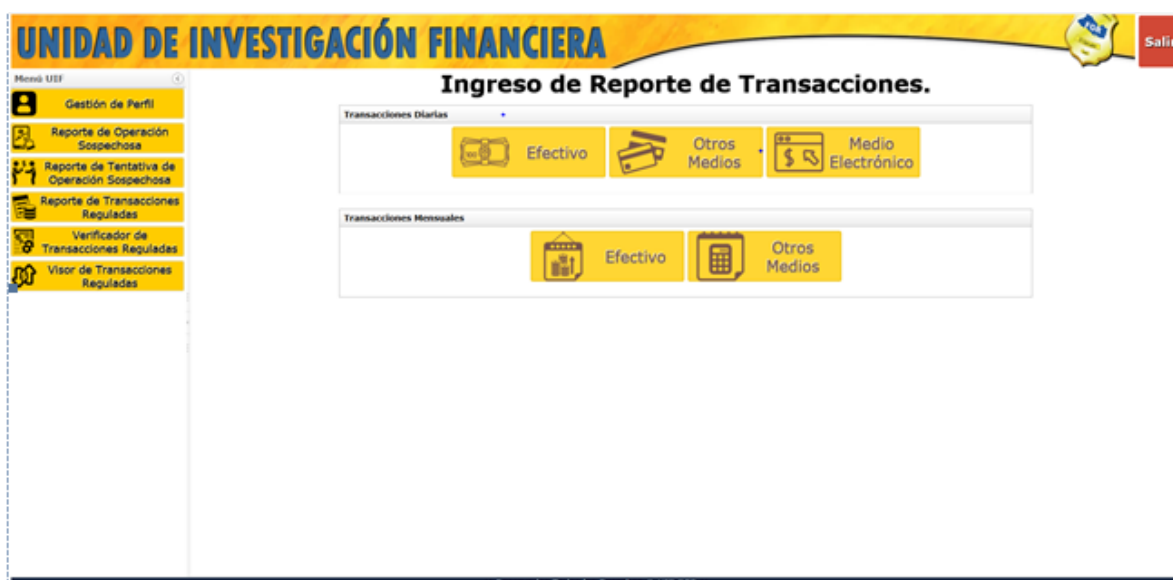 UNIDAD DE INVESTIGACIÓN FINANCIERA
FGR
Salir
Menú UIF
Gestión de Perfil
Reporte de Operación
Sospechosa
Reporte de Tentativa de
Operación Sospechosa
Reporte de Transacciones
Reguladas
Verificador de
Transacciones Reguladas
Visor de Transacciones
Reguladas
Ingreso de Reporte de Transacciones.
Transacciones Diarias
Efectivo
Otros
Medios
Medio
Electrónico
Transacciones Mensuales
Efectivo
Otros
Medios